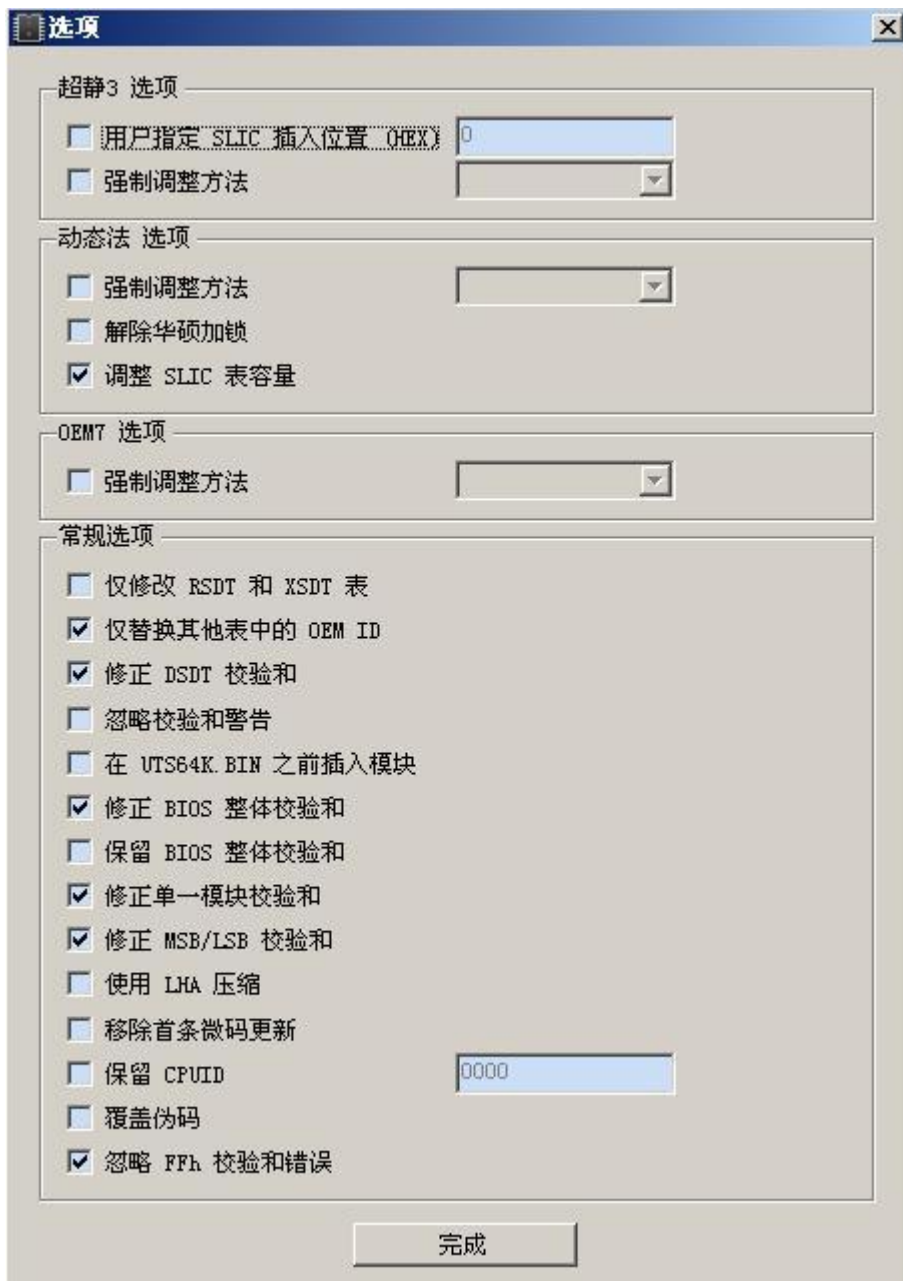 选项
超静3 选项
用户指定 SLIC 插入位置 (HEX) 0
强制调整方法
动态法 选项
强制调整方法
解除华硕加锁
调整 SLIC 表容量
OEM7 选项
强制调整方法
常规选项
仅修改 RSDT 和 XSDT 表
仅替换其他表中的 OEM ID
修正 DSDT 校验和
忽略校验和警告
在 UTS64K.BIN 之前插入模块
修正 BIOS 整体校验和
保留 BIOS 整体校验和
修正单一模块校验和
修正 MSB/LSB 校验和
使用 LHA 压缩
移除首条微码更新
保留 CPUID 0000
覆盖伪码
忽略 FFh 校验和错误
完成